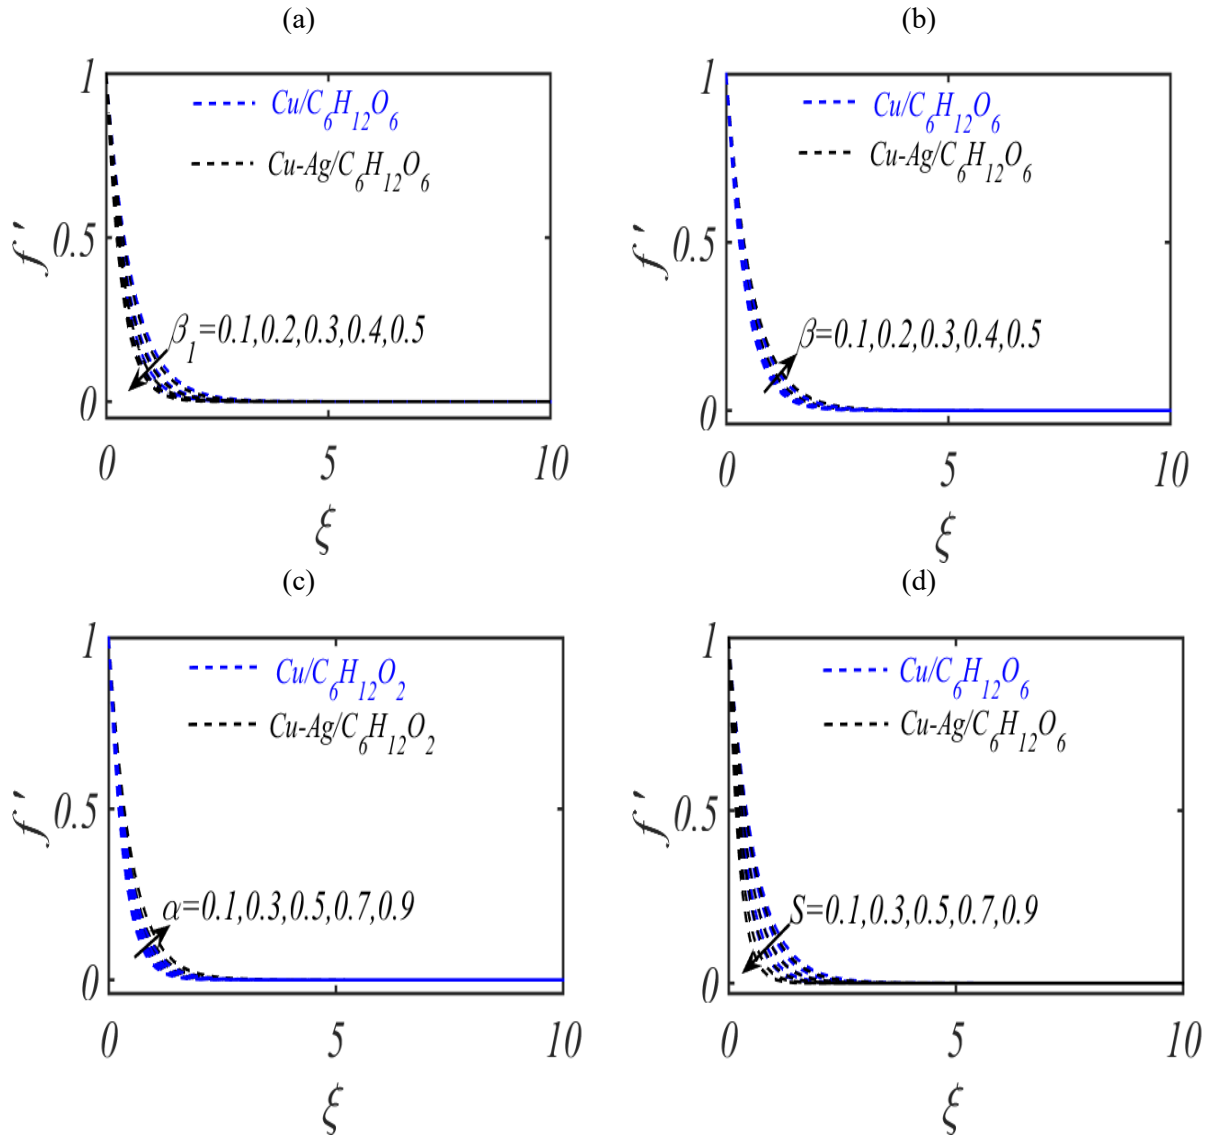 (a)
1
Cu/C6H12O6
Cu-Ag/C6H12O6
0.5
f '
β1=0.1,0.2,0.3,0.4,0.5
0
0 5 10
ξ
(b)
1
Cu/C6H12O6
Cu-Ag/C6H12O6
0.5
f '
β=0.1,0.2,0.3,0.4,0.5
0
0 5 10
ξ
(c)
1
Cu/C6H12O2
Cu-Ag/C6H12O2
0.5
f '
α=0.1,0.3,0.5,0.7,0.9
0
0 5 10
ξ
(d)
1
Cu/C6H12O6
Cu-Ag/C6H12O6
0.5
f '
S=0.1,0.3,0.5,0.7,0.9
0
0 5 10
ξ